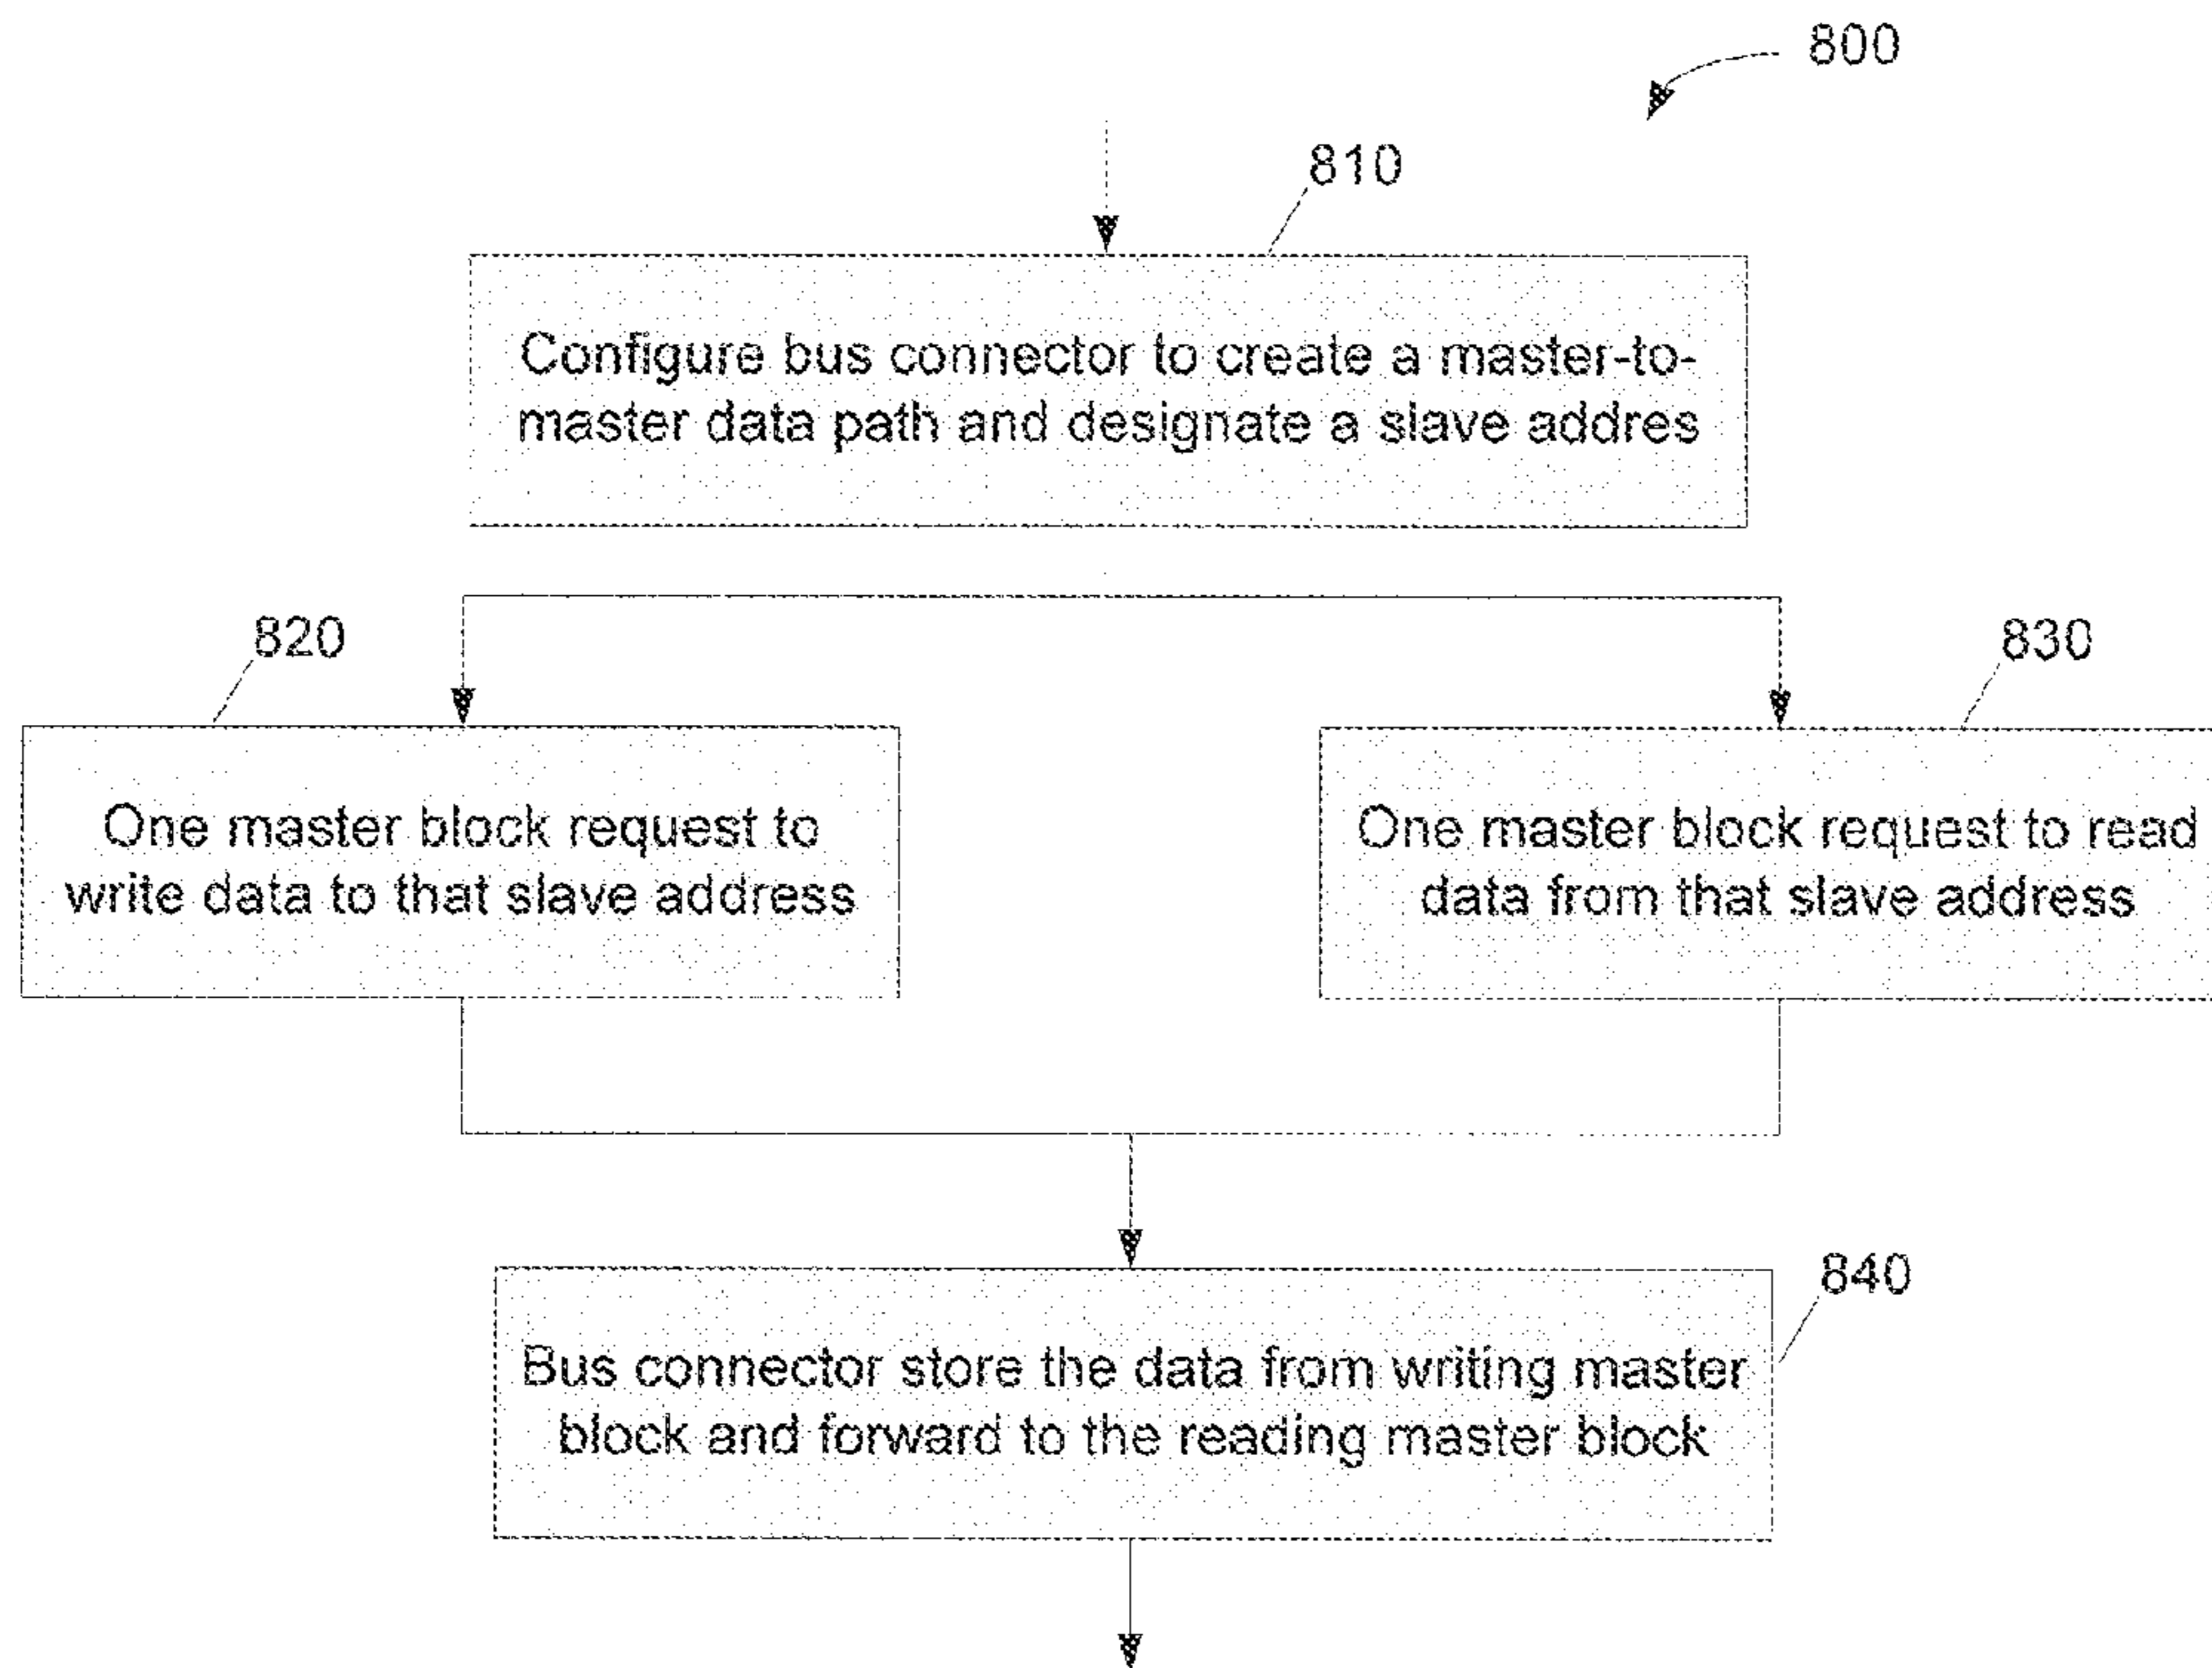 800
810
Configure bus connector to create a master-to-
master data path and designate a slave addres
820
830
One master block request to
write data to that slave address
One master block request to read
data from that slave address
840
Bus connector store the data from writing master
block and forward to the reading master block